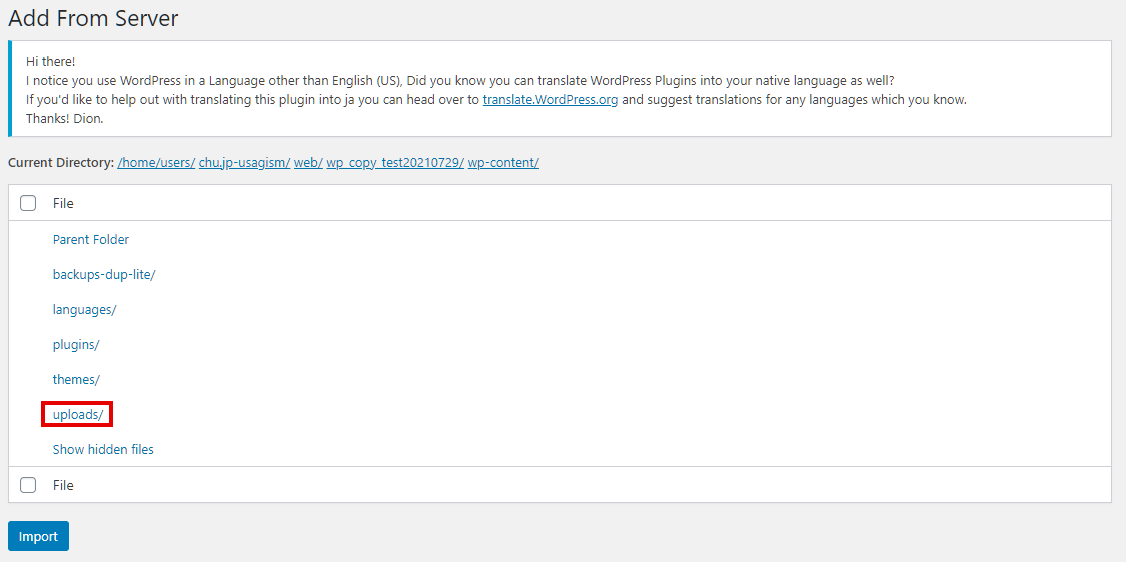 Add From Server
Hi there!
I notice you use WordPress in a Language other than English (US), Did you know you can translate WordPress Plugins into your native language as well?
If you'd like to help out with translating this plugin into ja you can head over to translate.WordPress.org and suggest translations for any languages which you know.
Thanks! Dion.
Current Directory: /home/users/ chu.jp-usagism/ web/ wp_copy_test20210729/ wp-content/
File
Parent Folder
backups-dup-lite/
languages/
plugins/
themes/
uploads/
Show hidden files
File
Import